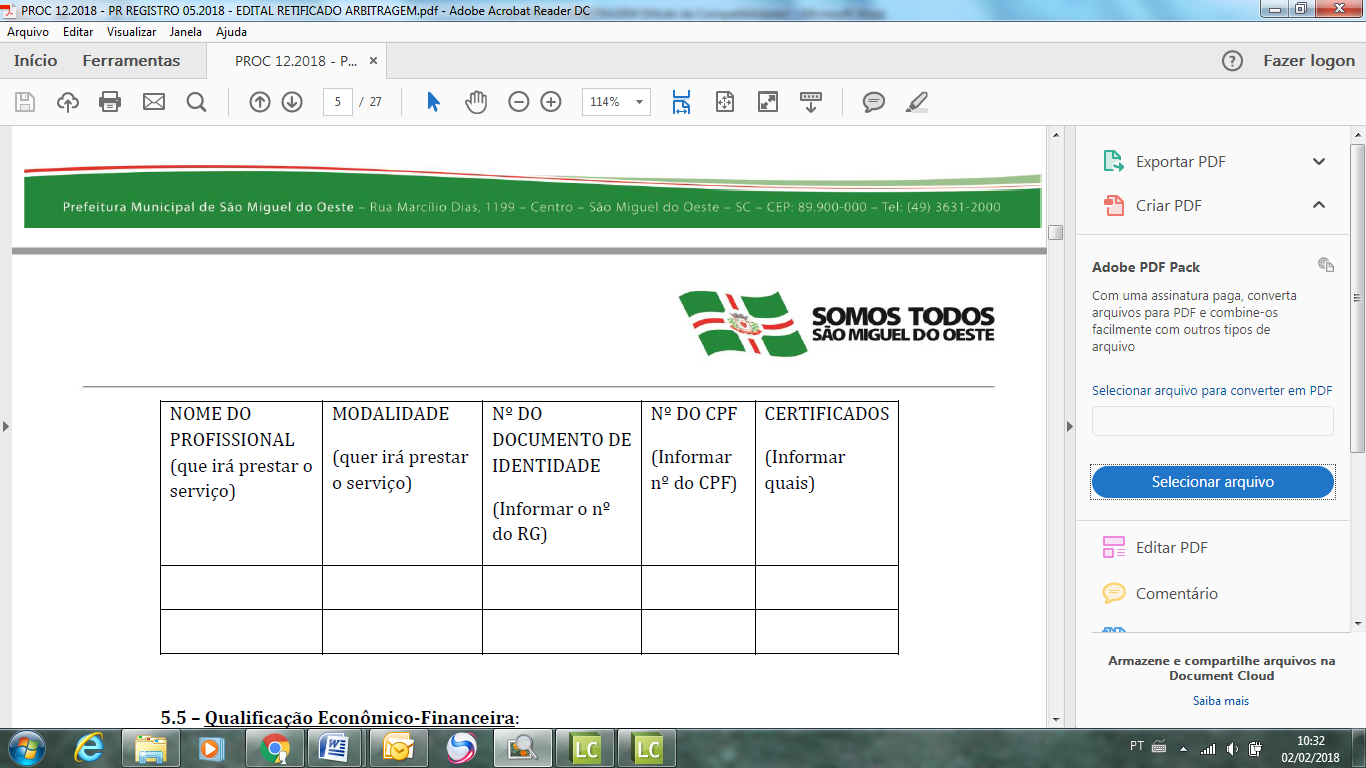 PROC 12.2018 - PR REGISTRO 05.2018 - EDITAL RETIFICADO ARBITRAGEM.pdf - Adobe Acrobat Reader DC
Arquivo Editar Visualizar Janela Ajuda
Início Ferramentas PROC 12.2018 - P... × ? Fazer logon
5 / 27 114%
Prefeitura Municipal de São Miguel do Oeste – Rua Marcílio Dias, 1199 – Centro – São Miguel do Oeste – SC – CEP: 89.900-000 – Tel: (49) 3631-2000
SOMOS TODOS
SÃO MIGUEL DO OESTE
NOME DO
PROFISSIONAL
(que irá prestar o
serviço)
MODALIDADE
(quer irá prestar
o serviço)
Nº DO
DOCUMENTO DE
IDENTIDADE
(Informar o nº
do RG)
Nº DO CPF
(Informar
nº do CPF)
CERTIFICADOS
(Informar
quais)
5.5 – Qualificação Econômico-Financeira:
Exportar PDF
Criar PDF
Adobe PDF Pack
Com uma assinatura paga, converta
arquivos para PDF e combine-os
facilmente com outros tipos de
arquivo
Selecionar arquivo para converter em PDF
Selecionar arquivo
Editar PDF
Comentário
Armazene e compartilhe arquivos na
Document Cloud
Saiba mais
LC LC PT 10:32
02/02/2018